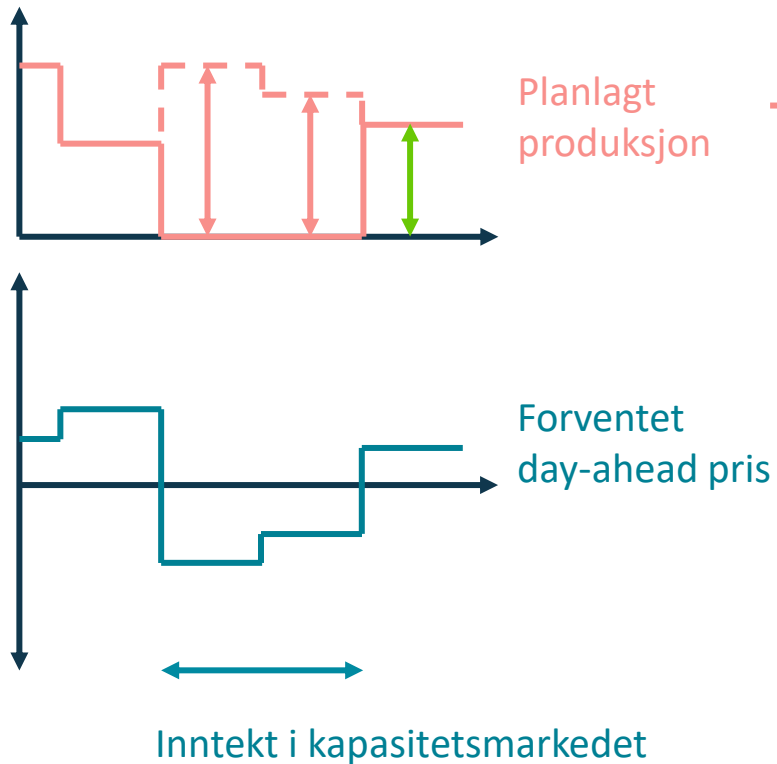 Planlagt
produksjon
Forventet
day-ahead pris
Inntekt i kapasitetsmarkedet